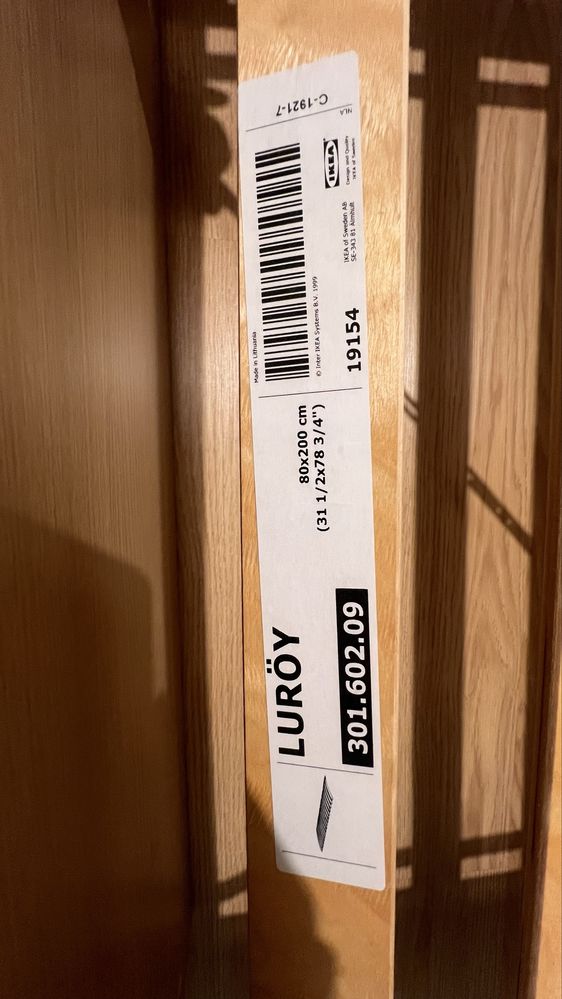 LURÖY
301.602.09
80x200 cm
(31 1/2x78 3/4")
Made in Lithuania
© Inter IKEA Systems B.V. 1999
19154
IKEA of Sweden AB
SE-343 81 Älmhult
IKEA
Design and Quality
IKEA of Sweden
C-1921-7
NLA